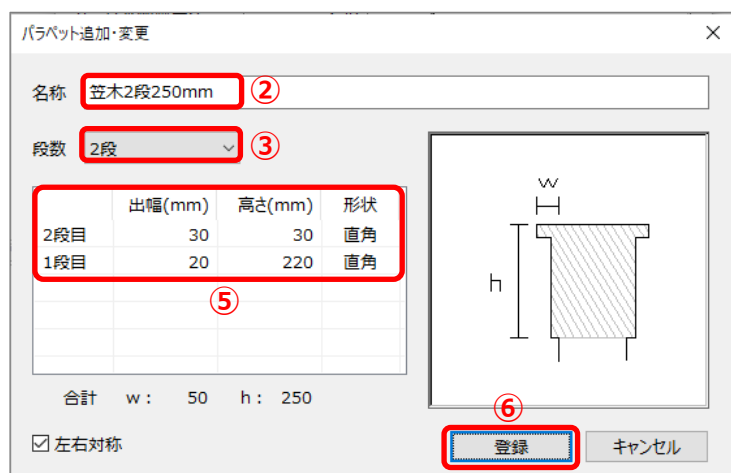 パラペット追加・変更
名称 笠木2段250mm ②
段数 2段 ③
出幅(mm) 高さ(mm) 形状
2段目 30 30 直角
1段目 20 220 直角
⑤
合計 w： 50 h： 250
w
h
左右対称
⑥
登録 キャンセル